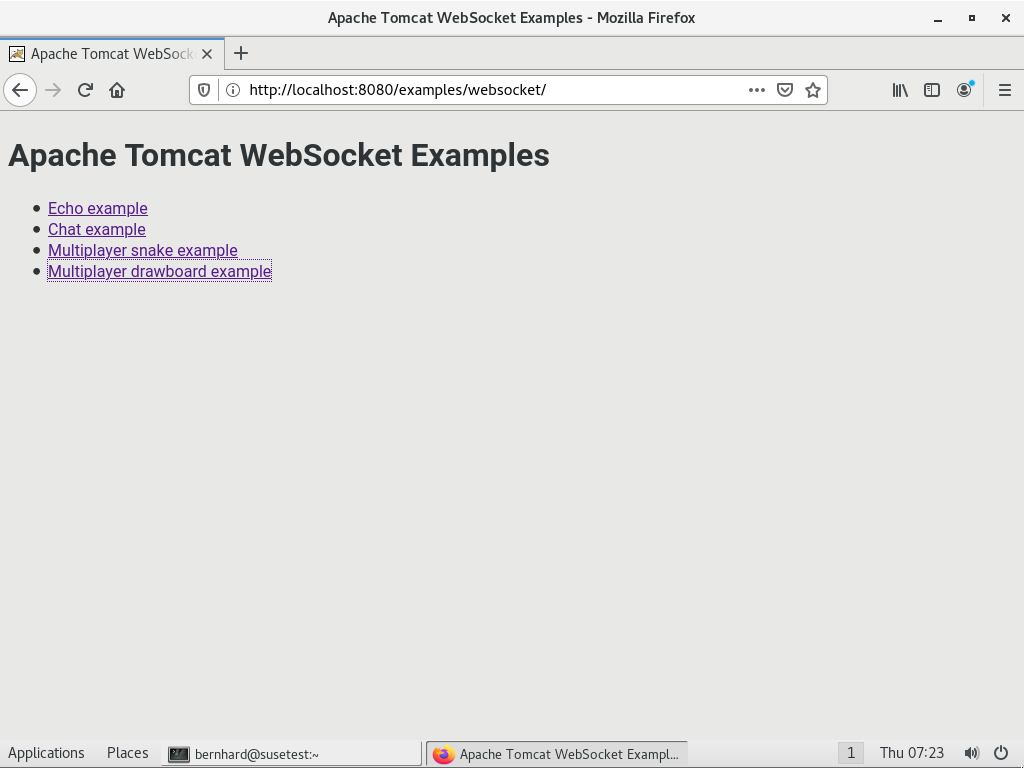 Apache Tomcat WebSocket Examples - Mozilla Firefox
Apache Tomcat WebSock
http://localhost:8080/examples/websocket/
Apache Tomcat WebSocket Examples
Echo example
Chat example
Multiplayer snake example
Multiplayer drawboard example
Applications Places bernhard@susetest:~ Apache Tomcat WebSocket Exampl... 1 Thu 07:23